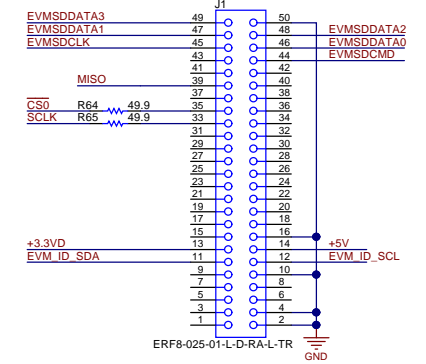 J1
EVMSDDATA3 49 50
EVMSDDATA1 47 48 EVMSDDATA2
EVMSDCLK 45 46 EVMSDDATA0
43 44 EVMSDCMD
41 42
MISO 39 40
37 38
CS0 R64 49.9 35 36
SCLK R65 49.9 33 34
31 32
29 30
27 28
25 26
23 24
21 22
19 20
17 18
15 16
+3.3VD 13 14 +5V
EVM_ID_SDA 11 12 EVM_ID_SCL
9 10
7 8
5 6
3 4
1 2
ERF8-025-01-L-D-RA-L-TR
GND